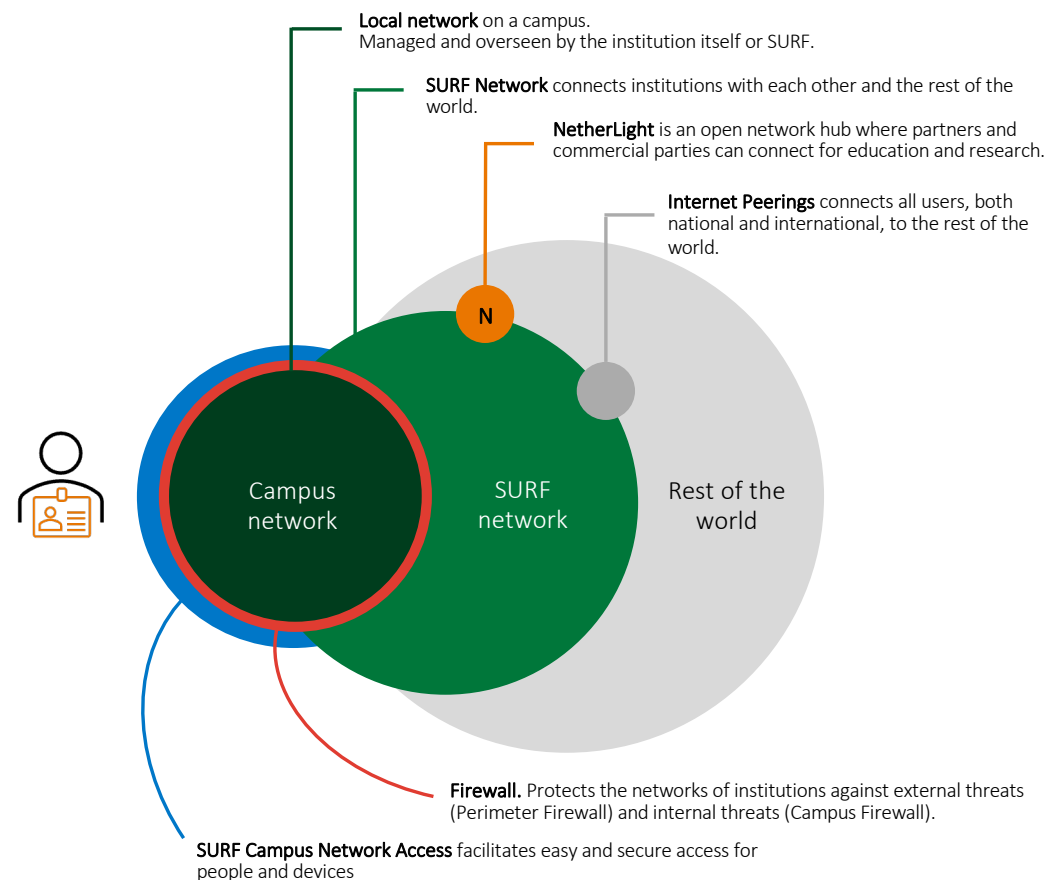 Local network on a campus.
Managed and overseen by the institution itself or SURF.
SURF Network connects institutions with each other and the rest of the
world.
NetherLight is an open network hub where partners and
commercial parties can connect for education and research.
Internet Peerings connects all users, both
national and international, to the rest of the
world.
N
Campus
network
SURF
network
Rest of the
world
Firewall. Protects the networks of institutions against external threats
(Perimeter Firewall) and internal threats (Campus Firewall).
SURF Campus Network Access facilitates easy and secure access for
people and devices